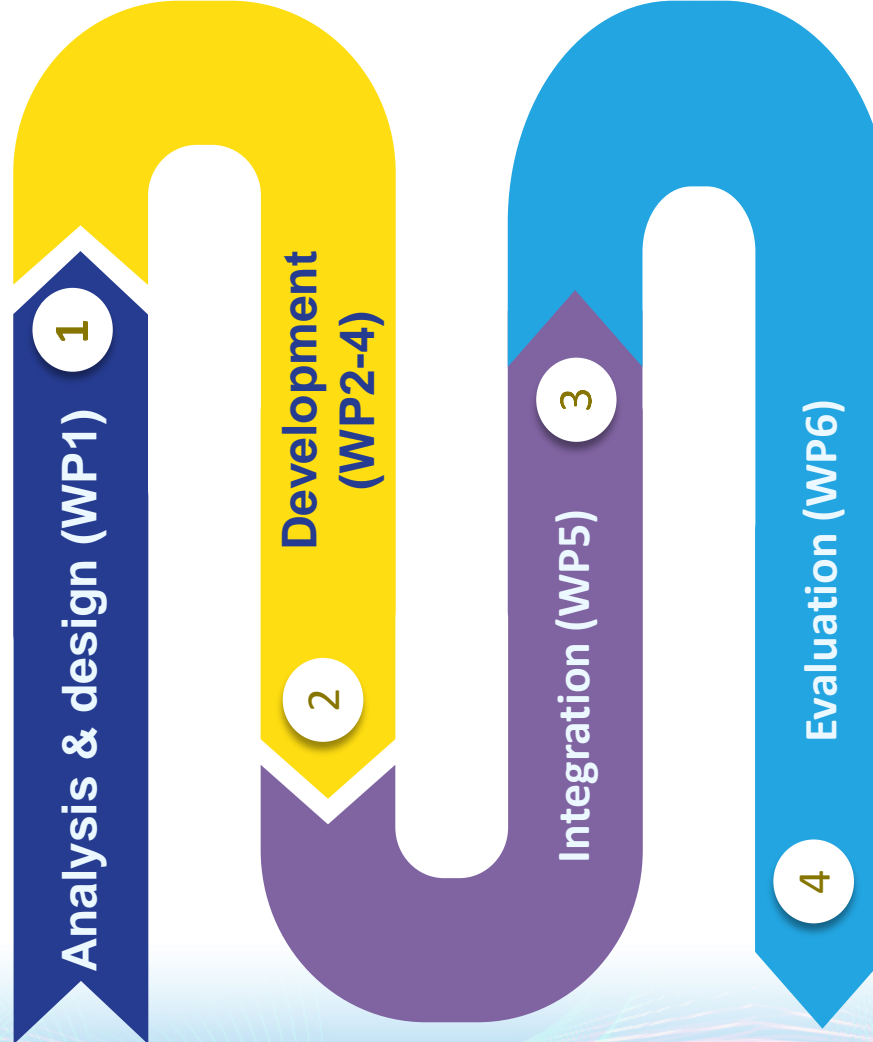 1
Analysis & design (WP1)
Development
(WP2-4)
2
3
Integration (WP5)
Evaluation (WP6)
4